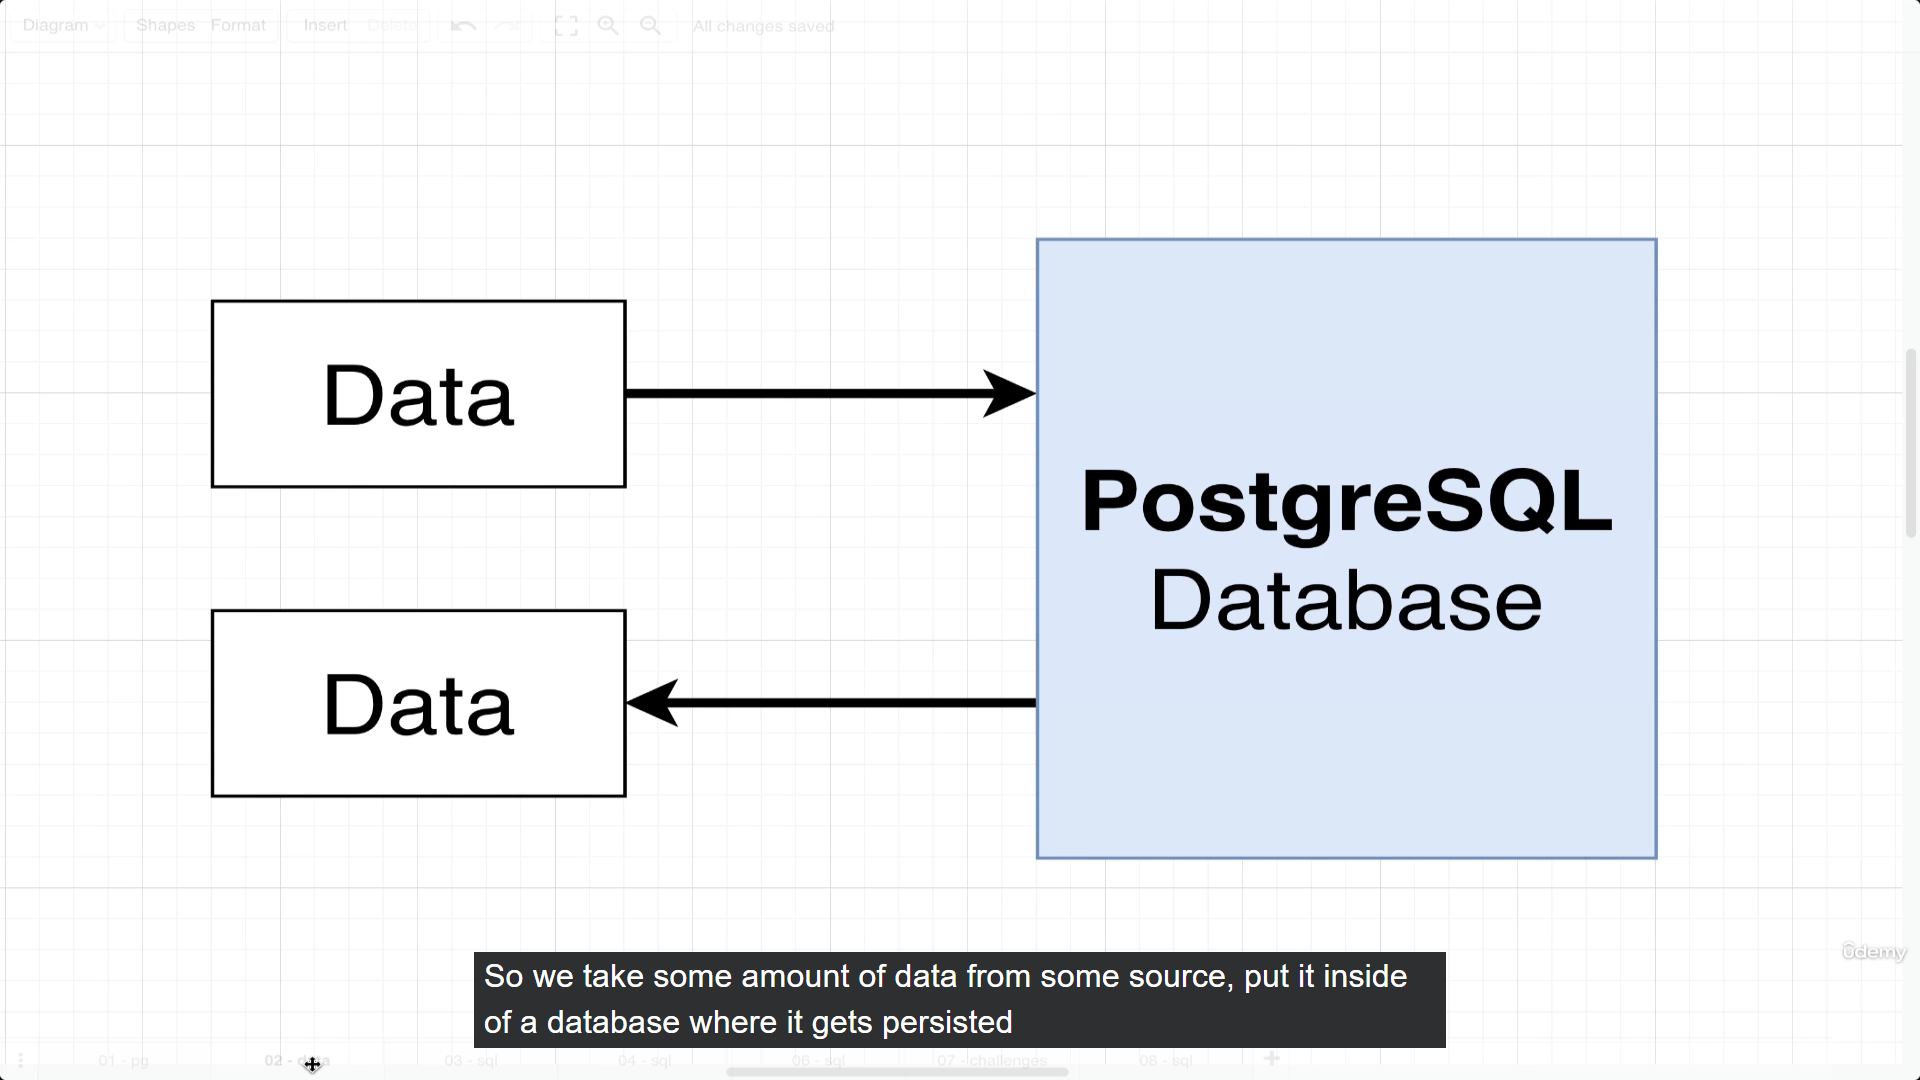 Diagram Shapes Format Insert Delete All changes saved
Data
PostgreSQL
Database
Data
ûdemy
So we take some amount of data from some source, put it inside
of a database where it gets persisted
01 - pg 02 - data 03 - sql 04 - sql 06 - sql 07 - challenges 08 - sql